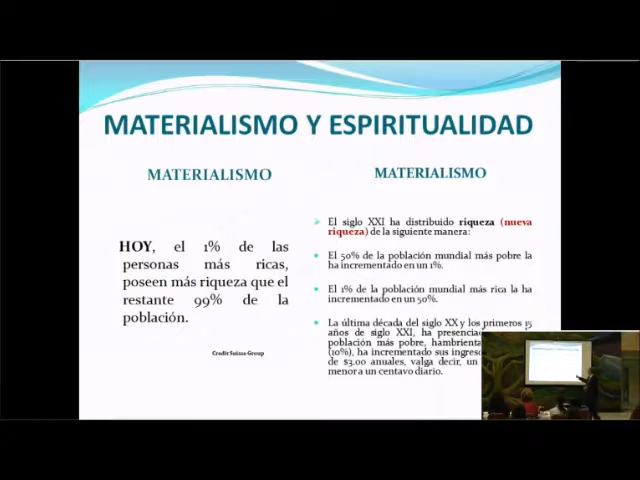 MATERIALISMO Y ESPIRITUALIDAD
MATERIALISMO
HOY, el 1% de las
personas más ricas,
poseen más riqueza que el
restante 99% de la
población.
Credit Suisse Group
MATERIALISMO
El siglo XXI ha distribuido riqueza (nueva
riqueza) de la siguiente manera:
El 50% de la población mundial más pobre la
ha incrementado en un 1%.
El 1% de la población mundial más rica la ha
incrementado en un 50%.
La última década del siglo XX y los primeros 15
años de siglo XXI, ha
población más pobre,
(10%), ha incrementado sus
de $3.00 anuales, valga decir, un
menor a un centavo diario.